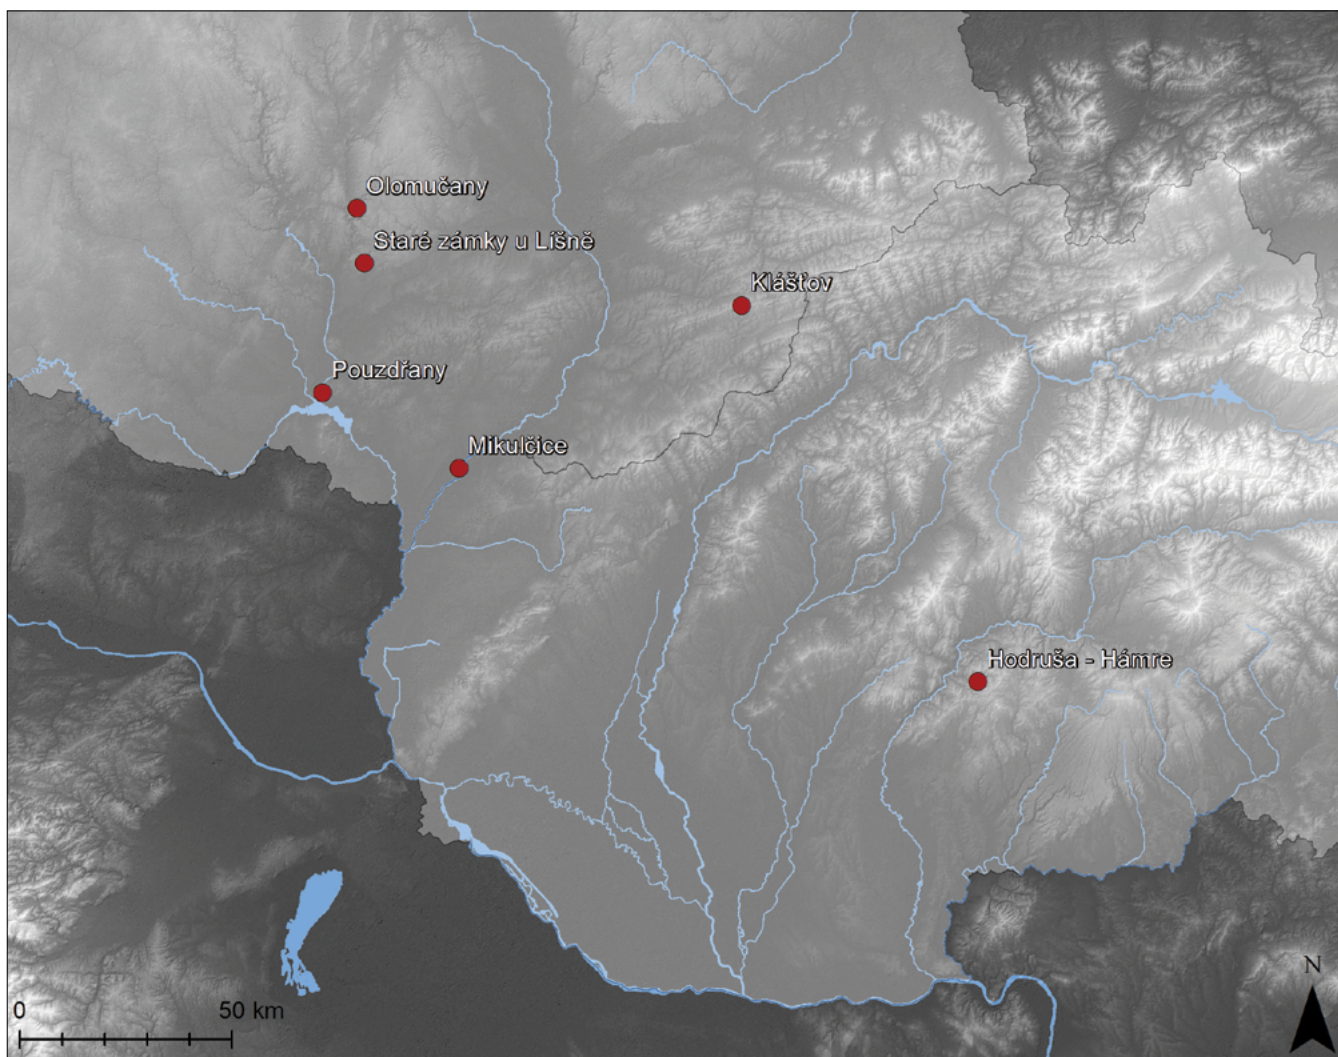 Olomučany
Staré zámky u Líšně
Klášťov
Pouzdřany
Mikulčice
Hodruša - Hámre
N
0
50 km